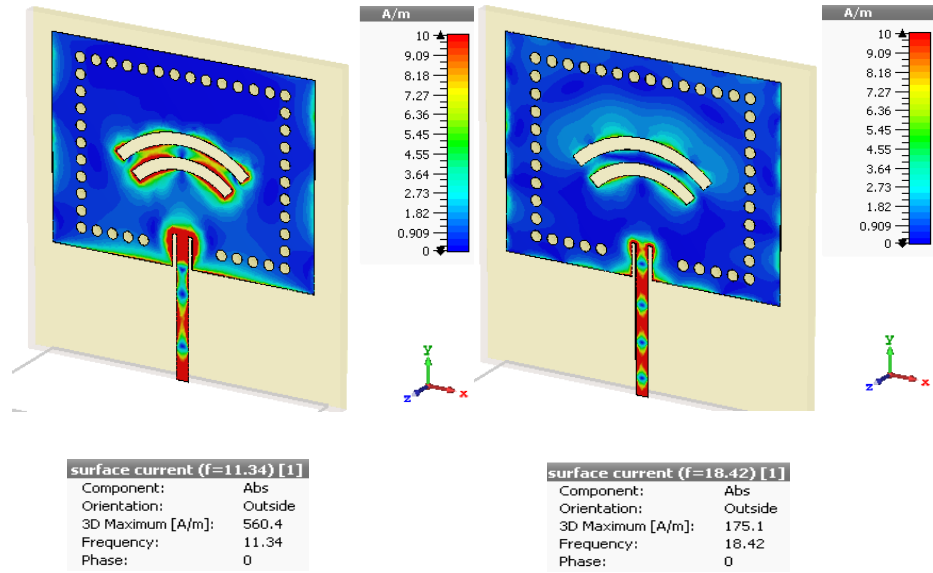 A/m
10
9.09
8.18
7.27
6.36
5.45
4.55
3.64
2.73
1.82
0.909
0
y
z
x
A/m
10
9.09
8.18
7.27
6.36
5.45
4.55
3.64
2.73
1.82
0.909
0
y
z
x
surface current (f=11.34) [1]
Component: Abs
Orientation: Outside
3D Maximum [A/m]: 560.4
Frequency: 11.34
Phase: 0
surface current (f=18.42) [1]
Component: Abs
Orientation: Outside
3D Maximum [A/m]: 175.1
Frequency: 18.42
Phase: 0